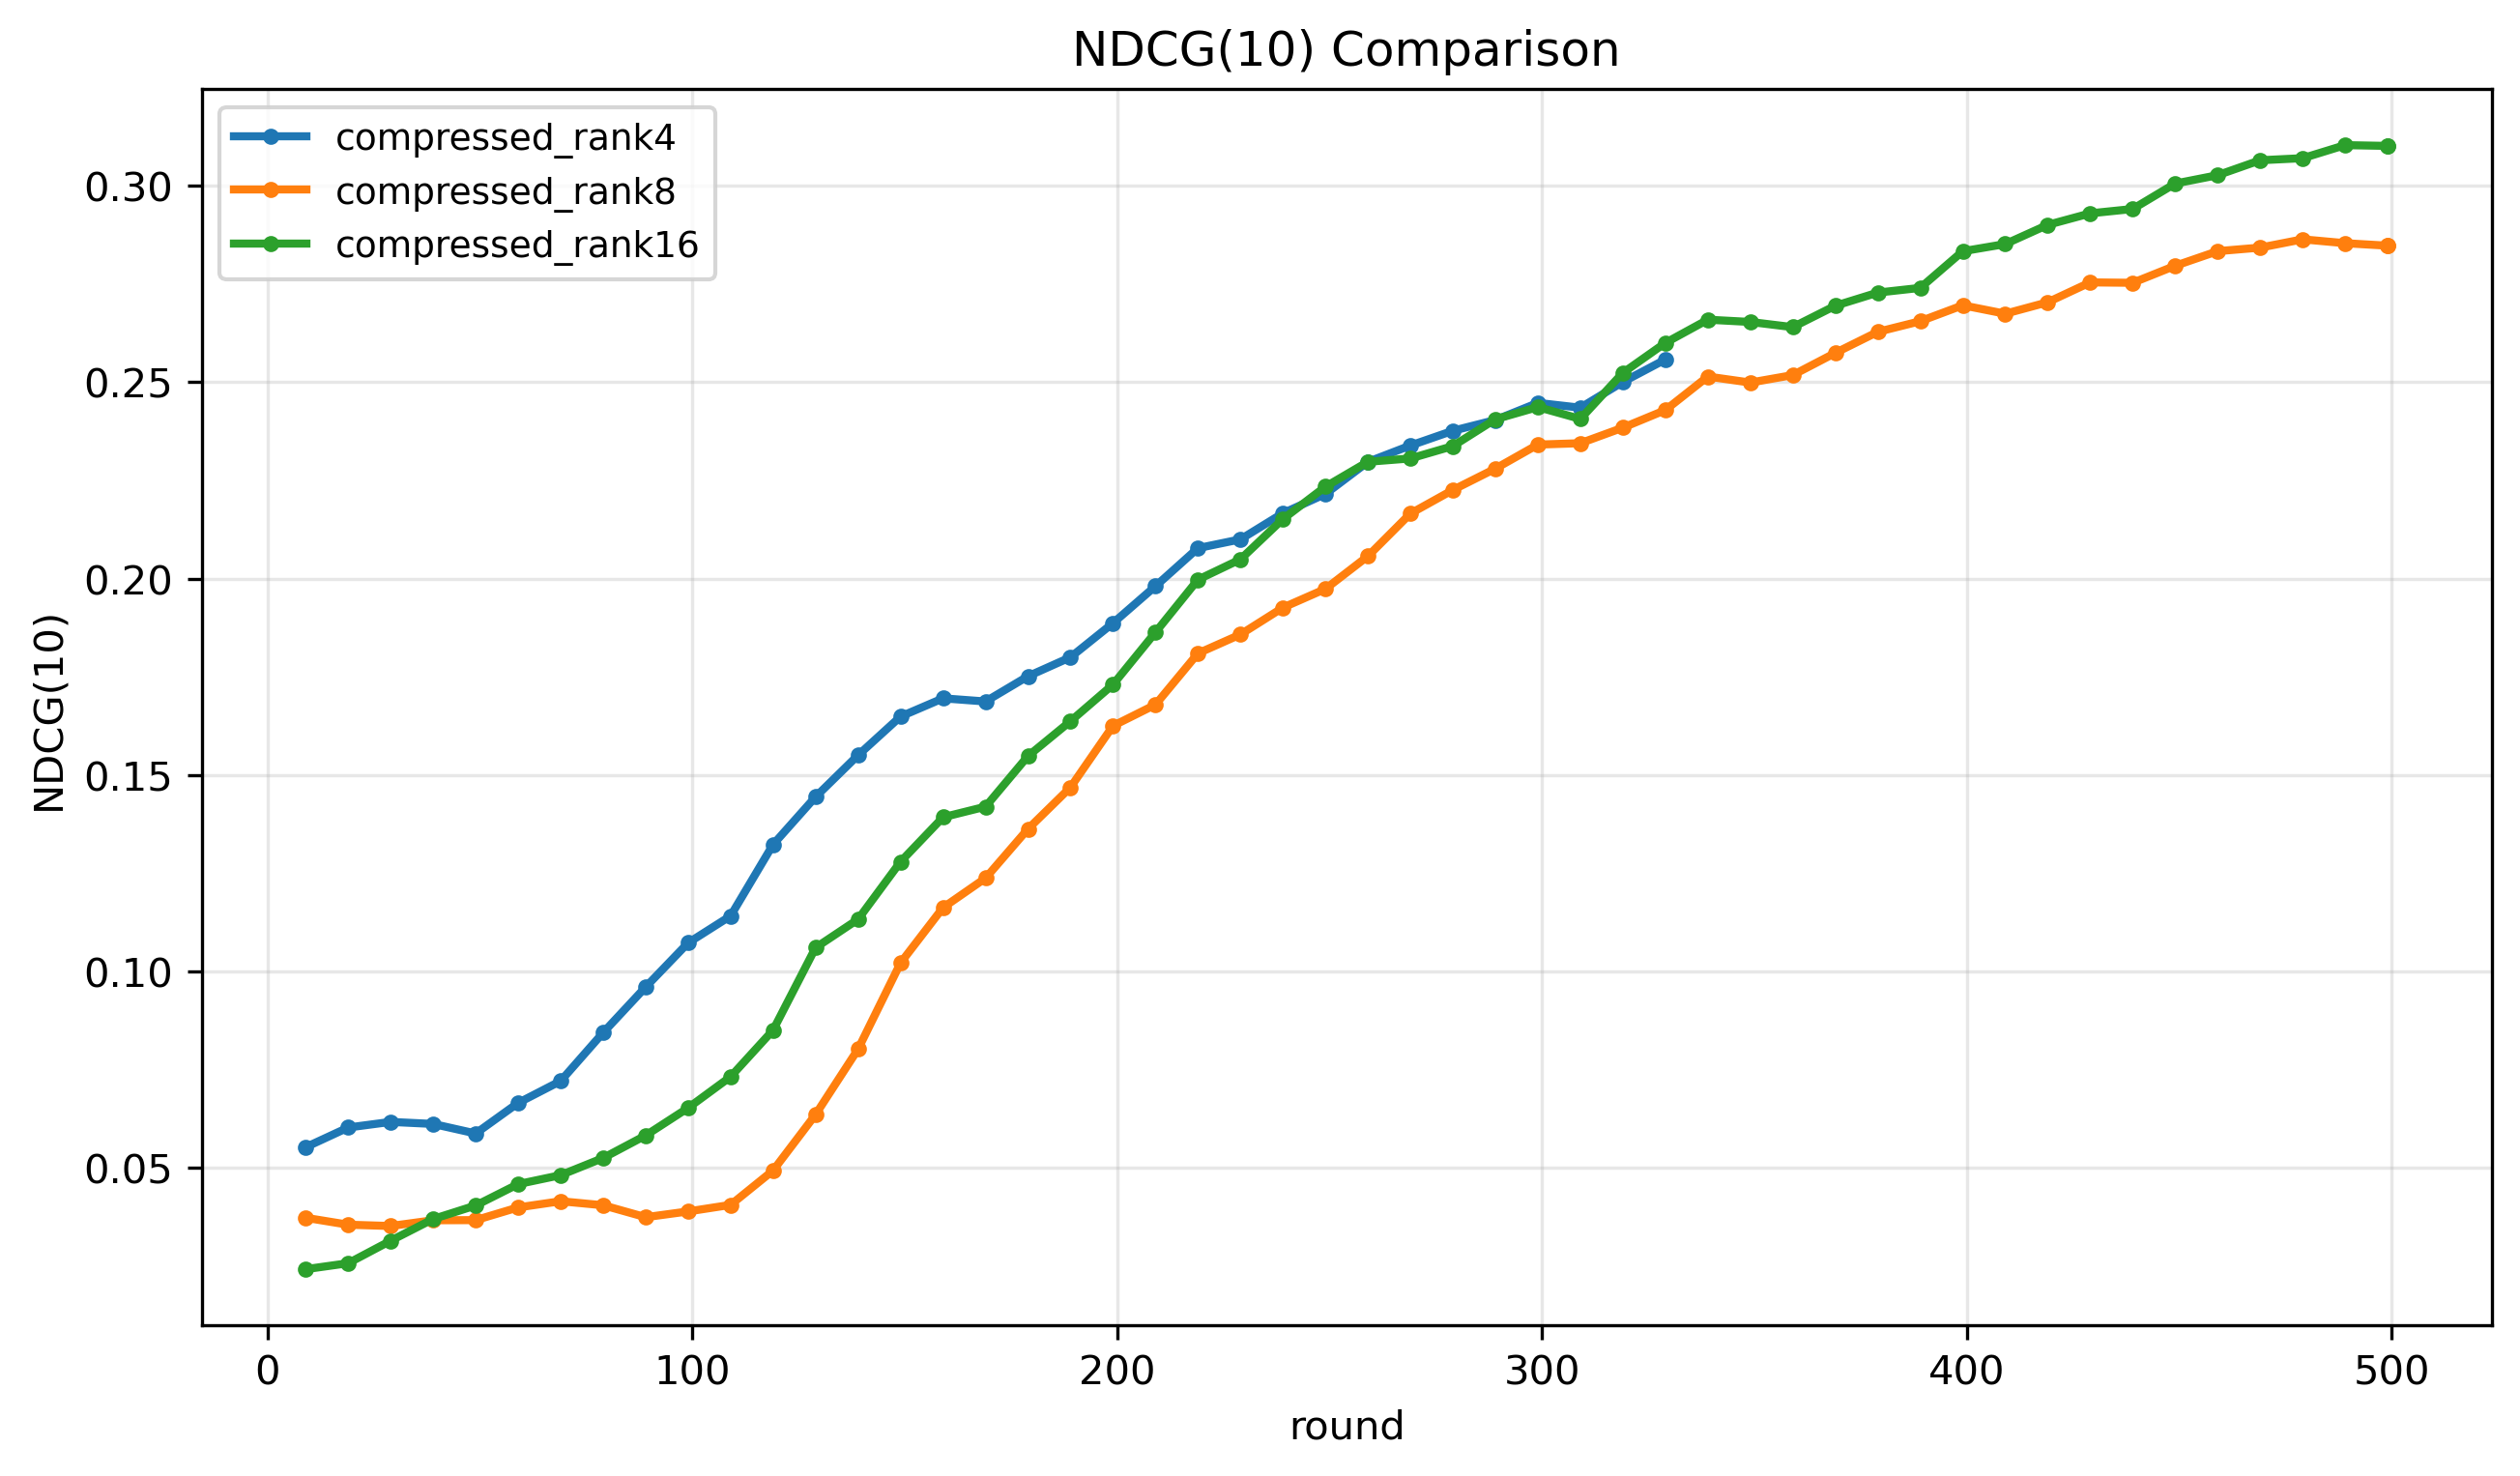 NDCG(10) Comparison
compressed_rank4
compressed_rank8
compressed_rank16
NDCG(10)
0.30
0.25
0.20
0.15
0.10
0.05
0 100 200 300 400 500
round